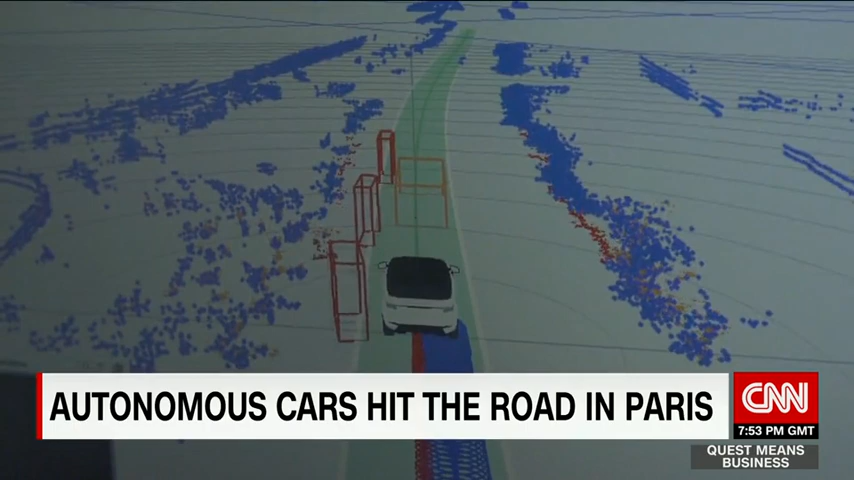 AUTONOMOUS CARS HIT THE ROAD IN PARIS
CNN
7:53 PM GMT
QUEST MEANS
BUSINESS